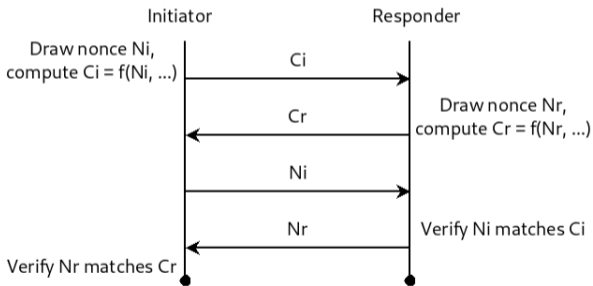 Initiator
Responder
Draw nonce Ni,
compute Ci = f(Ni, ...)
Ci
Cr
Draw nonce Nr,
compute Cr = f(Nr, ...)
Ni
Nr
Verify Ni matches Ci
Verify Nr matches Cr